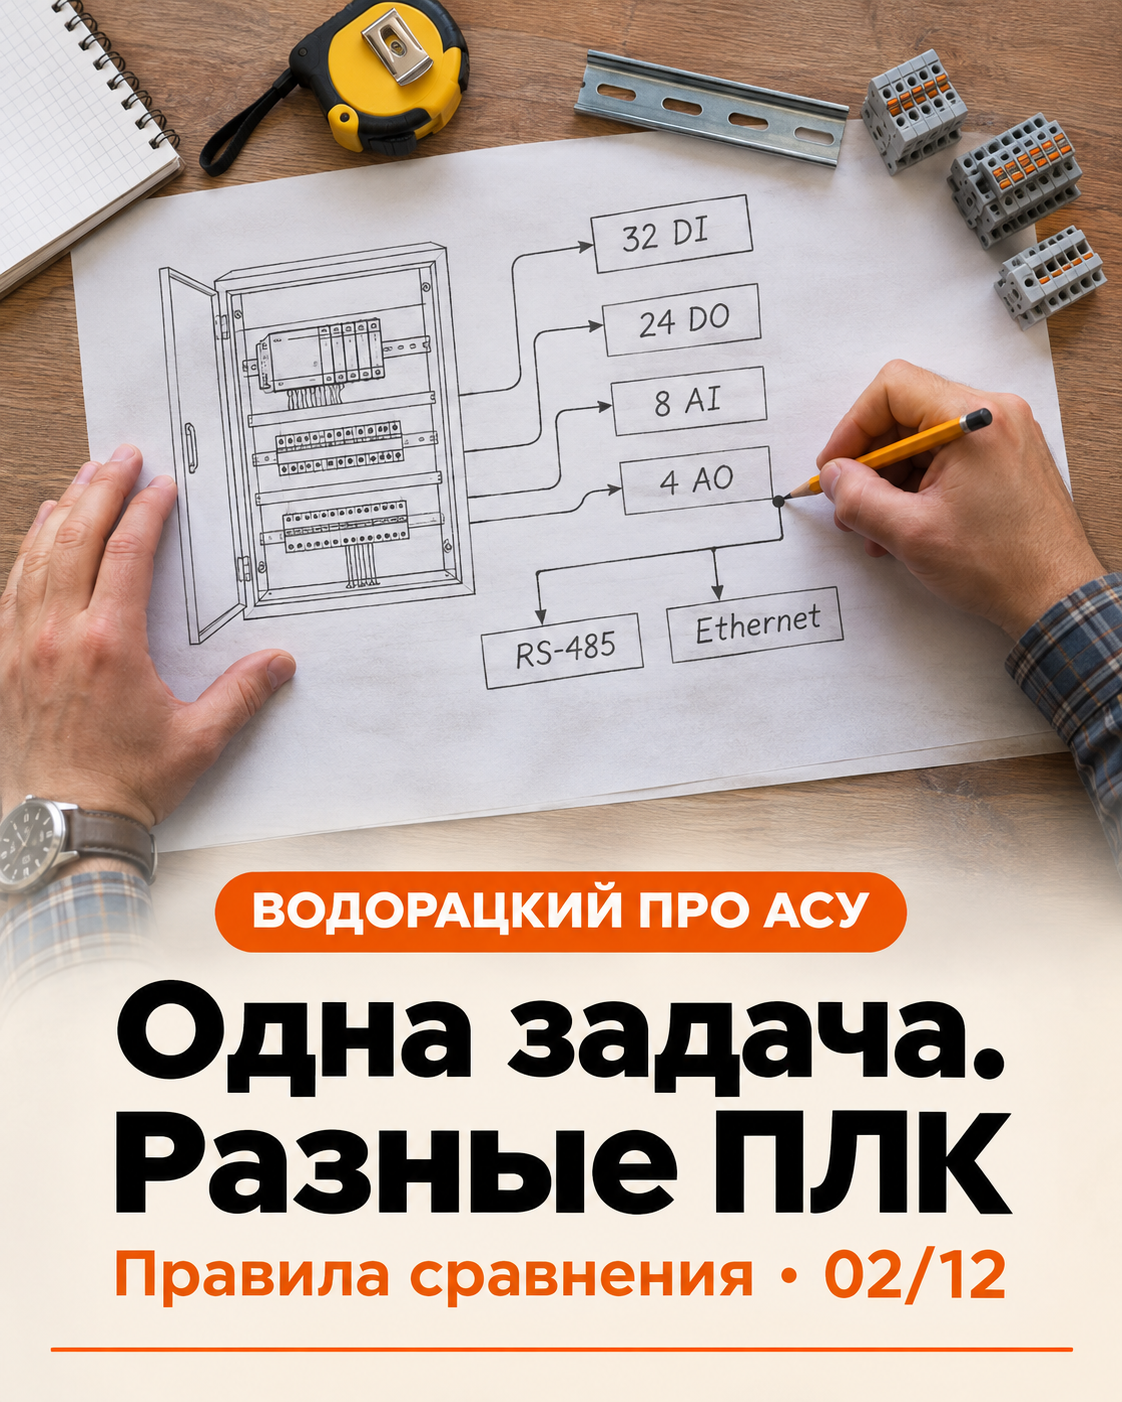 32 DI
24 DO
8 AI
4 AO
RS-485
Ethernet
ВОДОРАЦКИЙ ПРО АСУ
Одна задача.
Разные ПЛК
Правила сравнения • 02/12